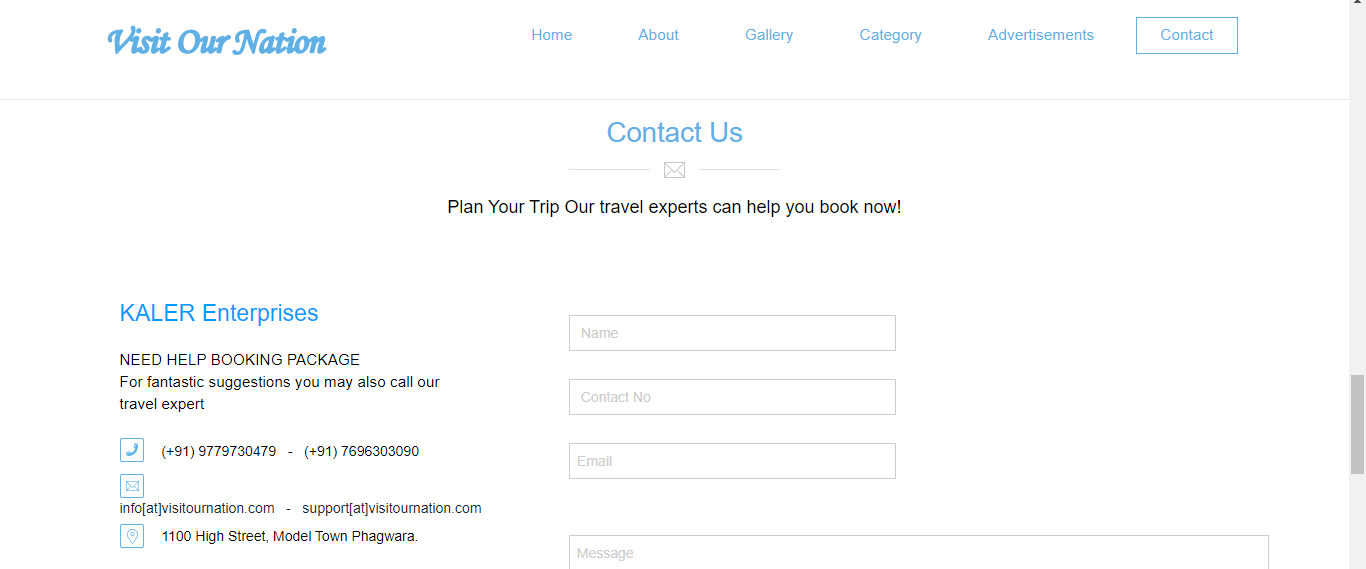 Visit Our Nation
Home About Gallery Category Advertisements Contact
Contact Us
Plan Your Trip Our travel experts can help you book now!
KALER Enterprises
NEED HELP BOOKING PACKAGE
For fantastic suggestions you may also call our
travel expert
(+91) 9779730479 - (+91) 7696303090
info[at]visitournation.com - support[at]visitournation.com
1100 High Street, Model Town Phagwara.
Name
Contact No
Email
Message